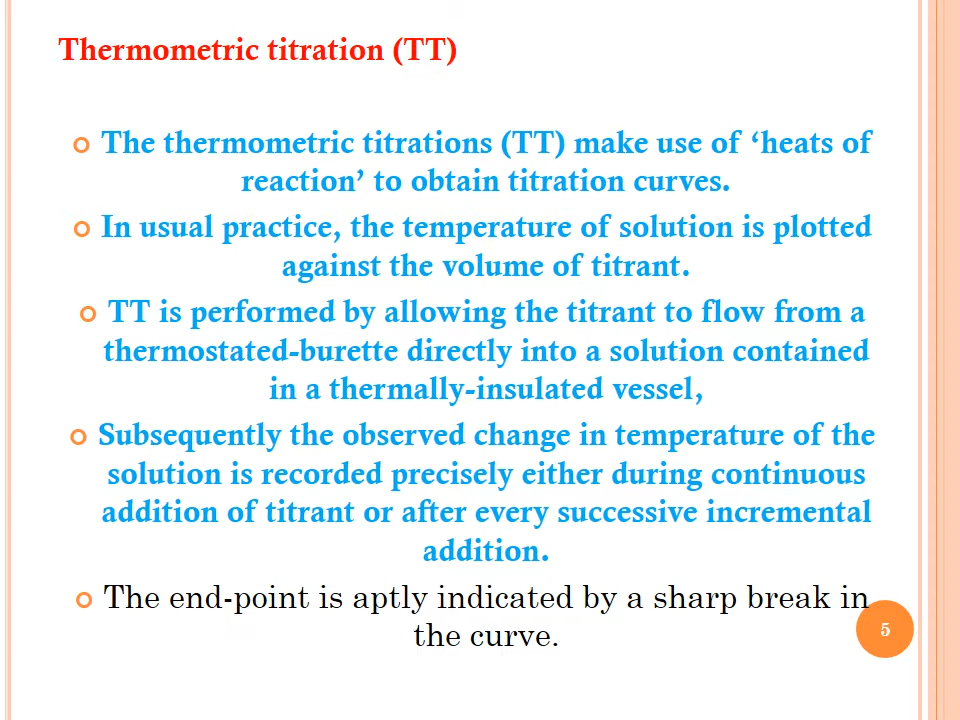 Thermometric titration (TT)
The thermometric titrations (TT) make use of ‘heats of
reaction’ to obtain titration curves.
In usual practice, the temperature of solution is plotted
against the volume of titrant.
TT is performed by allowing the titrant to flow from a
thermostated-burette directly into a solution contained
in a thermally-insulated vessel,
Subsequently the observed change in temperature of the
solution is recorded precisely either during continuous
addition of titrant or after every successive incremental
addition.
The end-point is aptly indicated by a sharp break in
the curve.
5